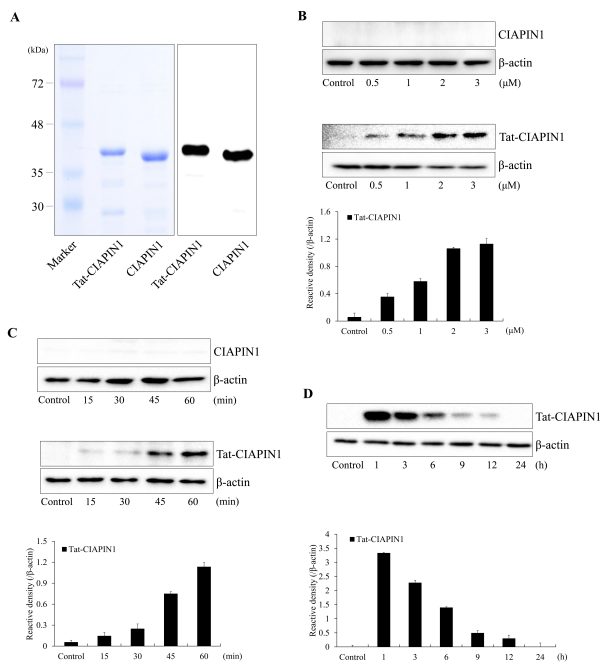 A
(kDa)
72
48
35
30
Marker
Tat-CIAPIN1
CIAPIN1
Tat-CIAPIN1
CIAPIN1
B
CIAPIN1
β-actin
Control 0.5 1 2 3 (μM)
Tat-CIAPIN1
β-actin
Control 0.5 1 2 3 (μM)
Reactive density (/β-actin)
Tat-CIAPIN1
1.6
1.2
0.8
0.4
0
Control 0.5 1 2 3 (μM)
C
CIAPIN1
β-actin
Control 15 30 45 60 (min)
Tat-CIAPIN1
β-actin
Control 15 30 45 60 (min)
Reactive density (/β-actin)
Tat-CIAPIN1
1.5
1.2
0.9
0.6
0.3
0
Control 15 30 45 60 (min)
D
Tat-CIAPIN1
β-actin
Control 1 3 6 9 12 24 (h)
Reactive density (/β-actin)
Tat-CIAPIN1
4
3.5
3
2.5
2
1.5
1
0.5
0
Control 1 3 6 9 12 24 (h)